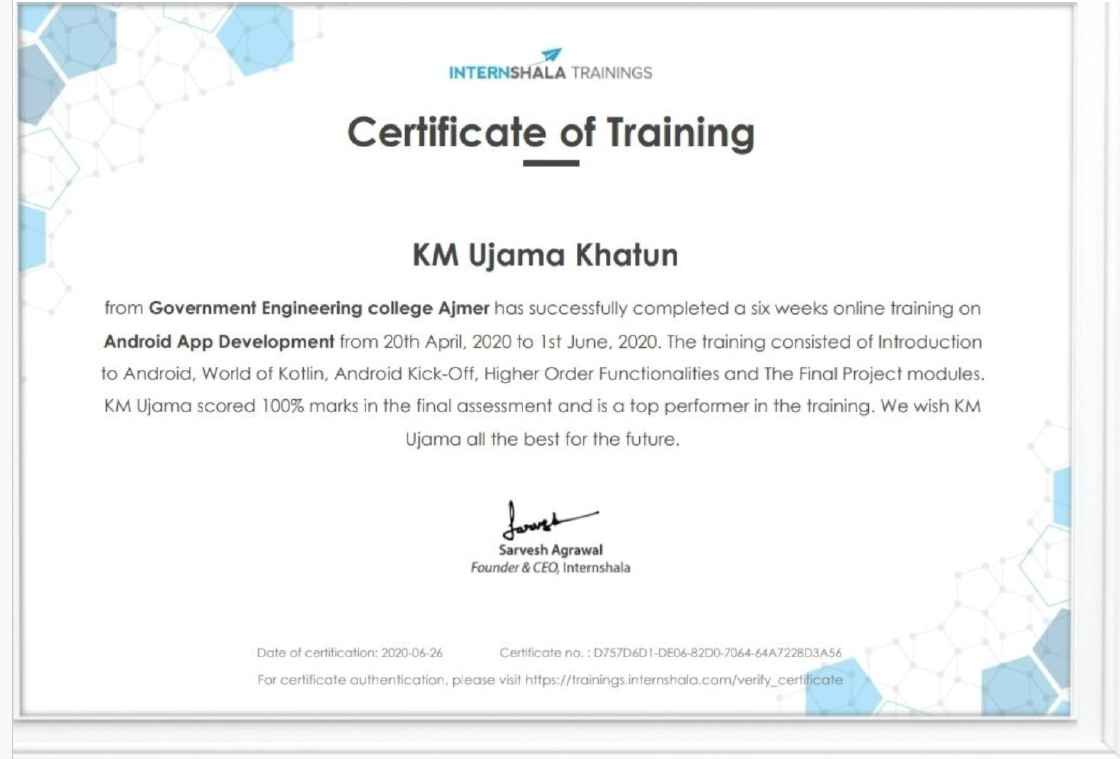 INTERNSHALA TRAININGS
Certificate of Training
KM Ujama Khatun
from Government Engineering college Ajmer has successfully completed a six weeks online training on
Android App Development from 20th April, 2020 to 1st June, 2020. The training consisted of Introduction
to Android, World of Kotlin, Android Kick-Off, Higher Order Functionalities and The Final Project modules.
KM Ujama scored 100% marks in the final assessment and is a top performer in the training. We wish KM
Ujama all the best for the future.
Sarvesh
Sarvesh Agrawal
Founder & CEO, Internshala
Date of certification: 2020-06-26 Certificate no. : D757D6D1-DE06-82D0-7064-64A7228D3A56
For certificate authentication, please visit https://trainings.internshala.com/verify_certificate